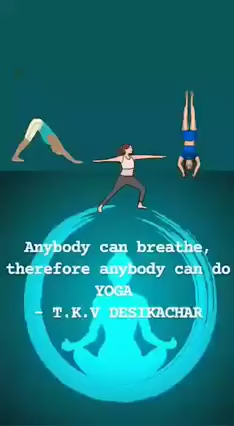 Anybody can breathe,
therefore anybody can do
YOGA
- T.K.V DESIKACHAR